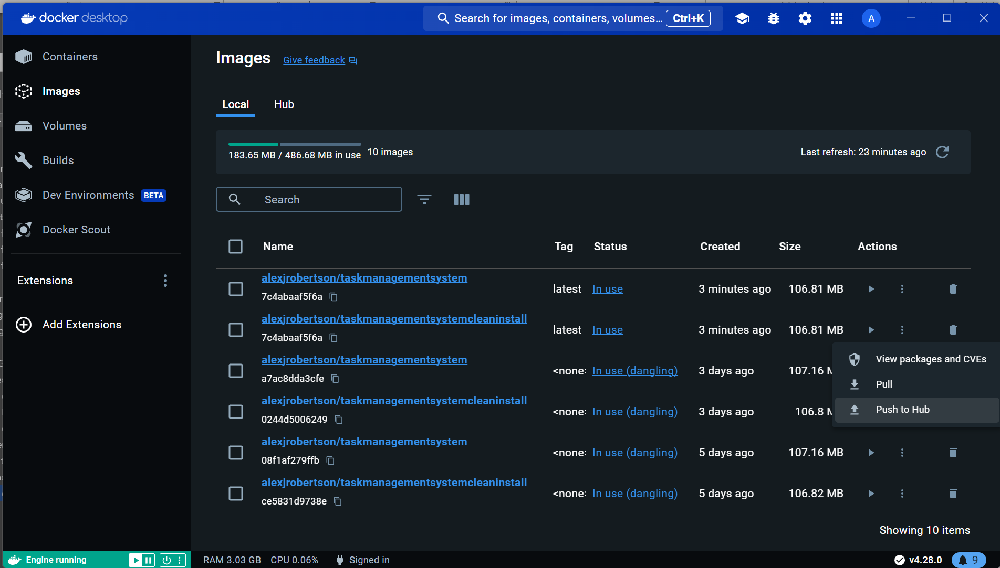 docker desktop
Search for images, containers, volumes... Ctrl+K
A
Containers
Images
Volumes
Builds
Dev Environments BETA
Docker Scout
Extensions
Add Extensions
Images Give feedback
Local Hub
183.65 MB / 486.68 MB in use 10 images
Last refresh: 23 minutes ago
Search
Name Tag Status Created Size Actions
alexjrobertson/taskmanagementsystem
7c4abaaf5f6a
latest In use 3 minutes ago 106.81 MB
alexjrobertson/taskmanagementsystemcleaninstall
7c4abaaf5f6a
latest In use 3 minutes ago 106.81 MB
alexjrobertson/taskmanagementsystem
a7ac8dda3cfe
<none> In use (dangling) 3 days ago 107.16 M
alexjrobertson/taskmanagementsystemcleaninstall
0244d5006249
<none> In use (dangling) 3 days ago 106.8 M
alexjrobertson/taskmanagementsystem
08f1af279ffb
<none> In use (dangling) 5 days ago 107.16 MB
alexjrobertson/taskmanagementsystemcleaninstall
ce5831d9738e
<none> In use (dangling) 5 days ago 106.82 MB
View packages and CVEs
Pull
Push to Hub
Showing 10 items
Engine running
RAM 3.03 GB CPU 0.06% Signed in
v4.28.0
9